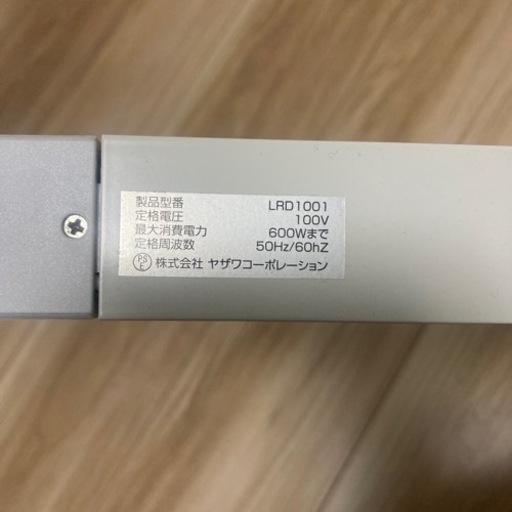 製品型番 LRD1001
定格電圧 100V
最大消費電力 600Wまで
定格周波数 50Hz/60hZ
PSE 株式会社 ヤザワコーポレーション